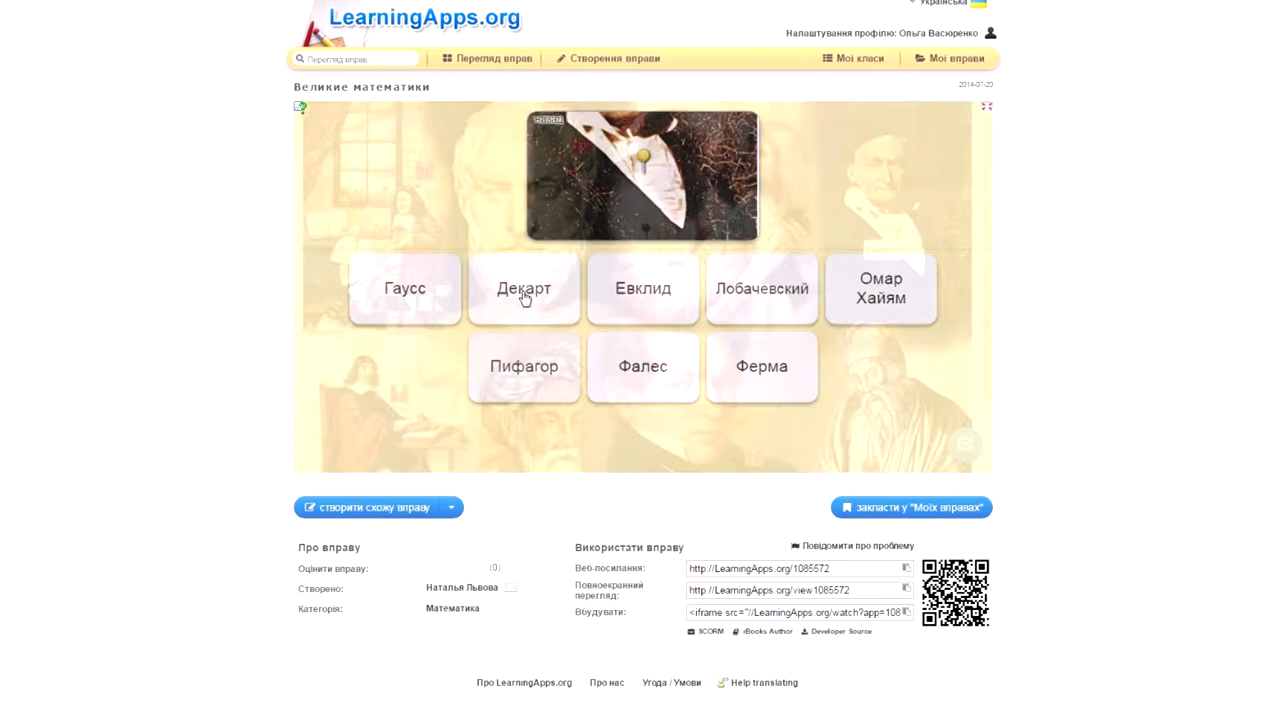 Українська
LearningApps.org
Налаштування профілю: Ольга Васюренко
Перегляд вправ
Перегляд вправ
Створення вправи
Мої класи
Мої вправи
Великие математики
2014-07-20
Гаусс
Декарт
Евклид
Лобачевский
Омар
Хайям
Пифагор
Фалес
Ферма
створити схожу вправу
закласти у "Моїх вправах"
Про вправу
Оцінити вправу:
(0)
Створено:
Наталья Львова
Категорія:
Математика
Використати вправу
Повідомити про проблему
Веб-посилання:
http://LearningApps.org/1085572
Повноекранний
перегляд:
http://LearningApps.org/view1085572
Вбудувати:
<iframe src="//LearningApps.org/watch?app=108
SCORM
iBooks Author
Developer Source
Про LearningApps.org
Про нас
Угода / Умови
Help translating